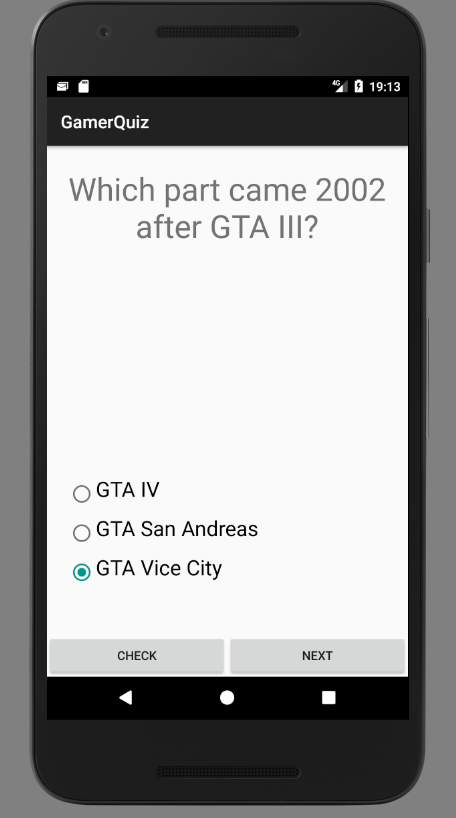 4G 19:13
GamerQuiz
Which part came 2002
after GTA III?
GTA IV
GTA San Andreas
GTA Vice City
CHECK NEXT